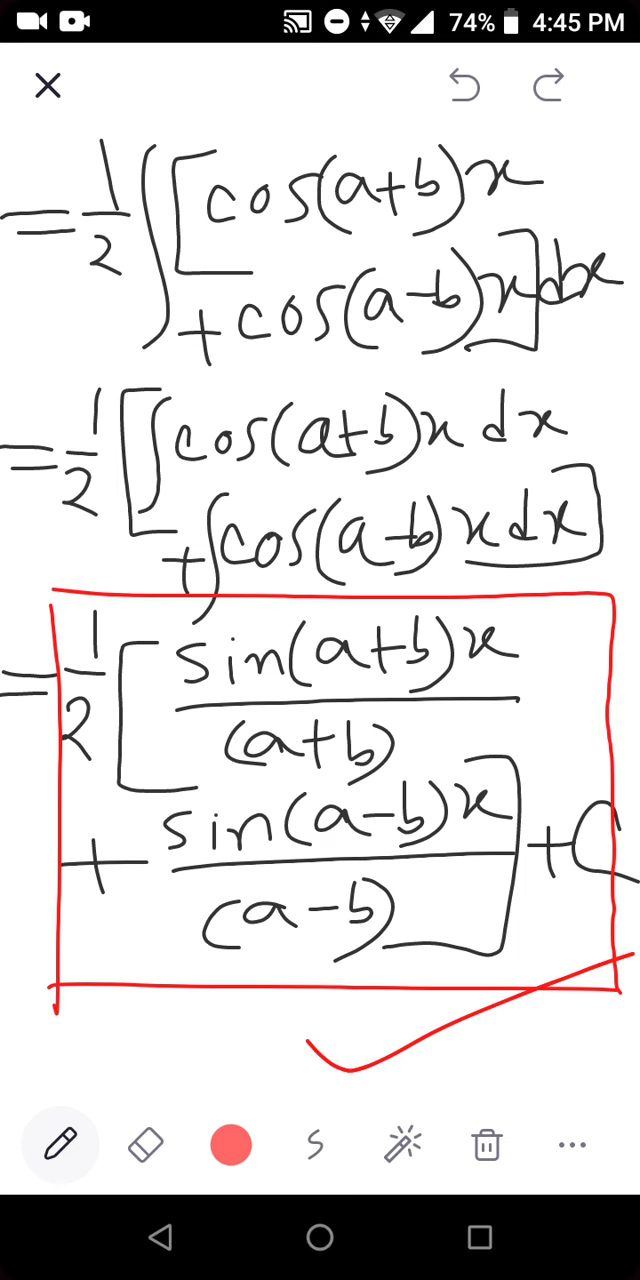 74% 4:45 PM
= 1/2 ∫ [cos(a+b)x
+ cos(a-b)x] dx
= 1/2 [∫cos(a+b)x dx
+ ∫cos(a-b) x dx]
= 1/2 [ sin(a+b)x
(a+b)
+ sin(a-b)x ] + C
(a-b)